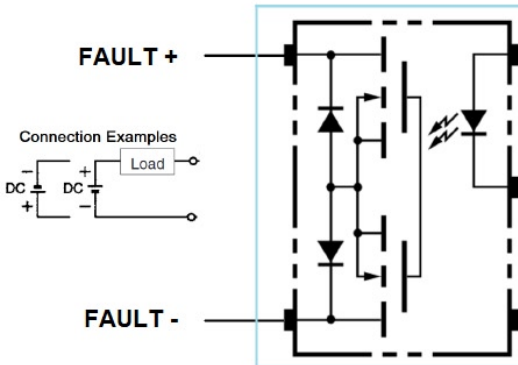 FAULT +
Connection Examples
Load
−
+
DC
DC
+
−
FAULT -